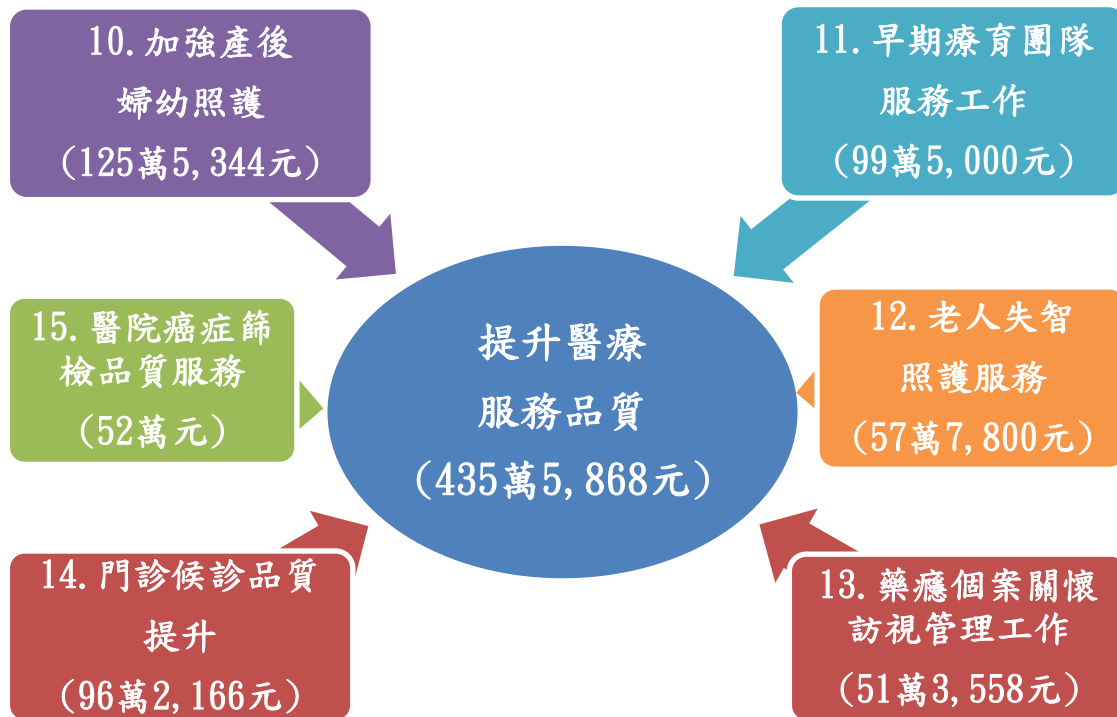 10.加強產後
婦幼照護
(125萬5,344元)
11.早期療育團隊
服務工作
(99萬5,000元)
提升醫療
服務品質
(435萬5,868元)
15.醫院癌症篩
檢品質服務
(52萬元)
12.老人失智
照護服務
(57萬7,800元)
14.門診候診品質
提升
(96萬2,166元)
13.藥癮個案關懷
訪視管理工作
(51萬3,558元)